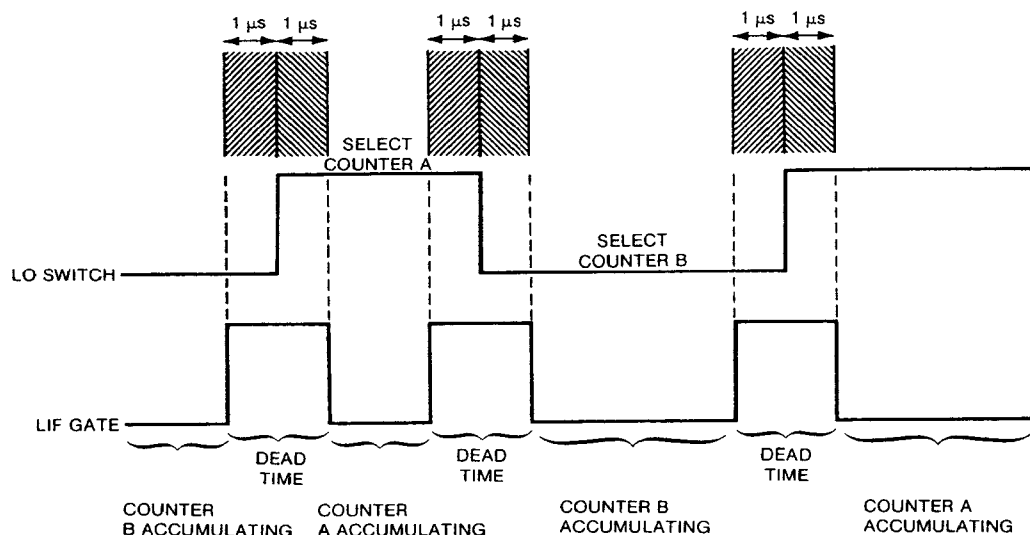 1 μs 1 μs
1 μs 1 μs
1 μs 1 μs
SELECT
COUNTER A
SELECT
COUNTER B
LO SWITCH
LIF GATE
DEAD
TIME
DEAD
TIME
DEAD
TIME
COUNTER
B ACCUMULATING
COUNTER
A ACCUMULATING
COUNTER B
ACCUMULATING
COUNTER A
ACCUMULATING